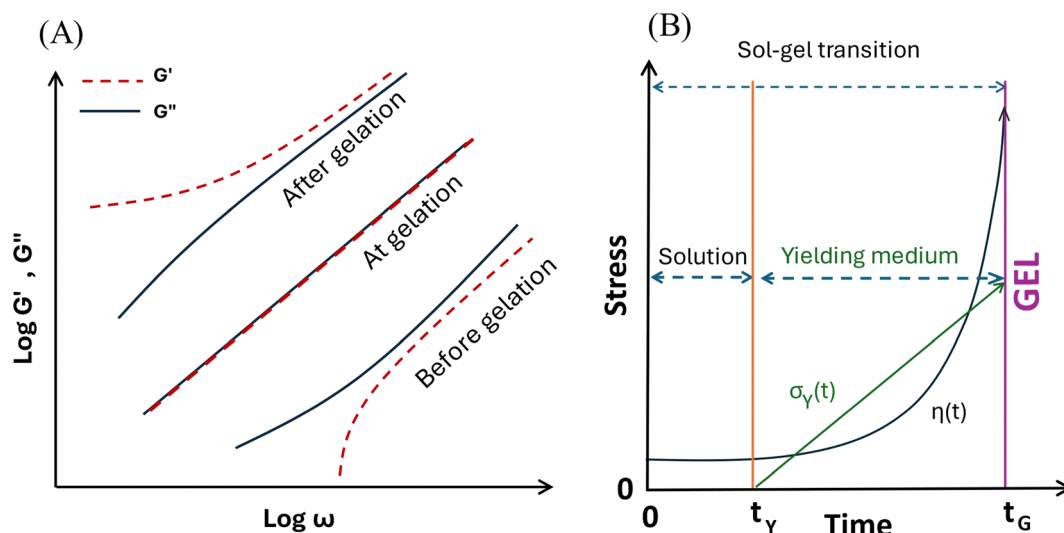 (A)
G'
G"
After gelation
At gelation
Before gelation
Log G' , G"
Log ω
(B)
Sol-gel transition
Solution
Yielding medium
GEL
Stress
σY(t)
η(t)
0
0
tY
Time
tG